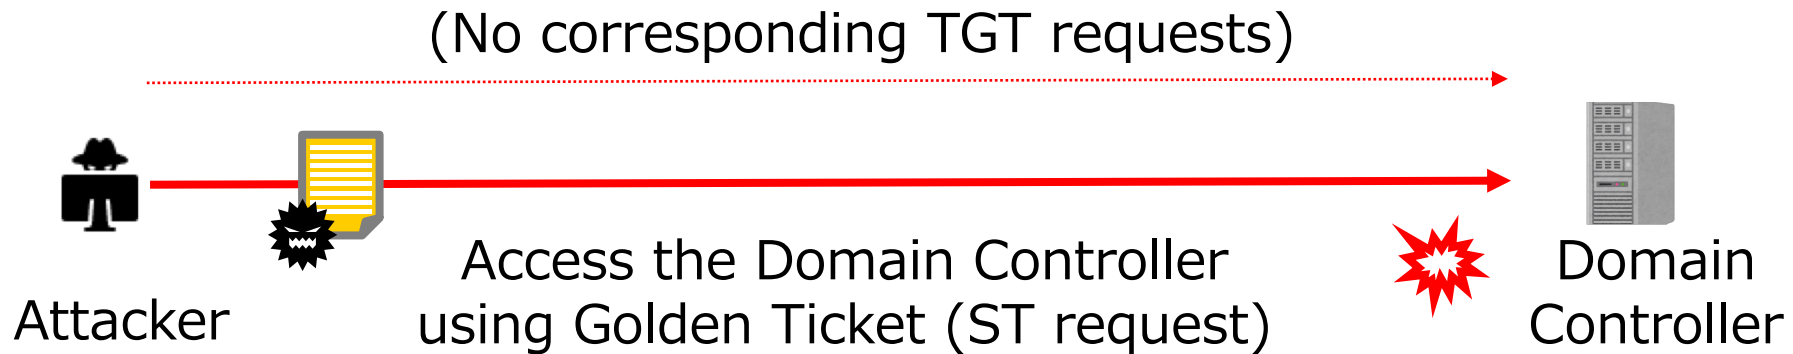 (No corresponding TGT requests)
Access the Domain Controller
using Golden Ticket (ST request)
Attacker
Domain
Controller